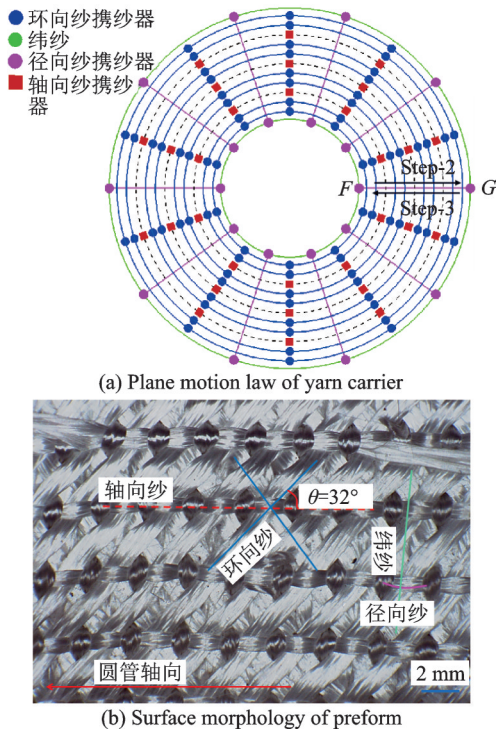 环向纱携纱器
纬纱
径向纱携纱器
轴向纱携纱
器
Step-2
F
G
Step-3
(a) Plane motion law of yarn carrier
轴向纱
θ=32°
环向纱
纬纱
径向纱
圆管轴向
2 mm
(b) Surface morphology of preform